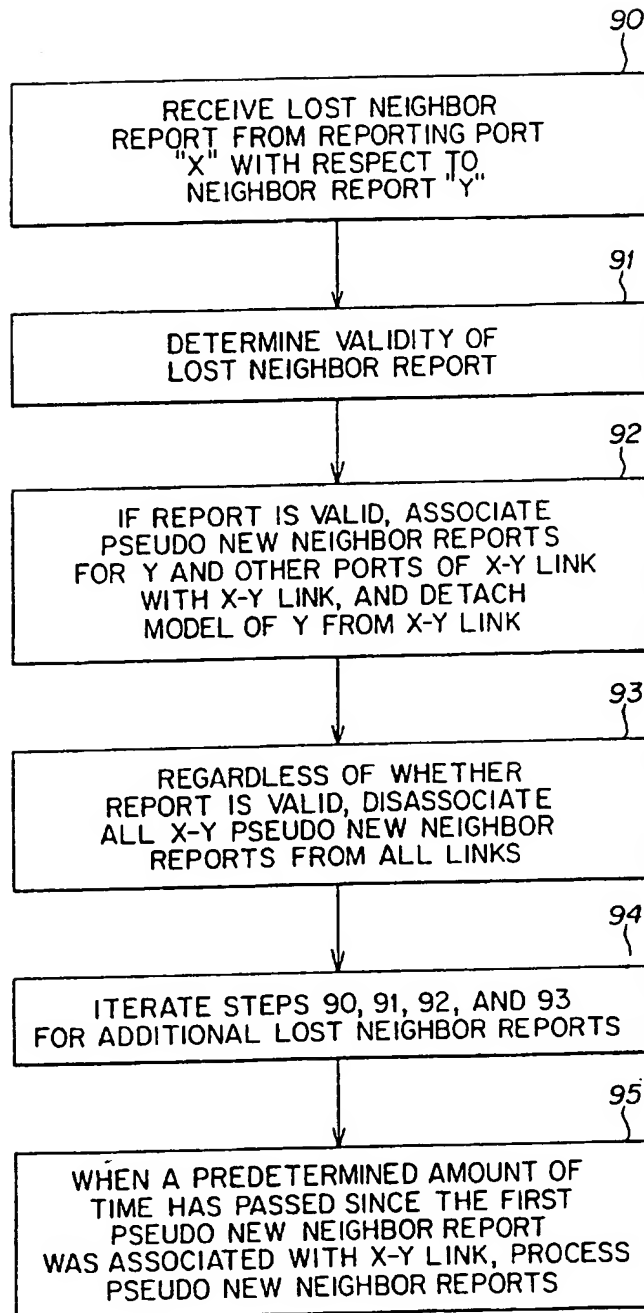 90
RECEIVE LOST NEIGHBOR
REPORT FROM REPORTING PORT
"X" WITH RESPECT TO
NEIGHBOR REPORT "Y"
91
DETERMINE VALIDITY OF
LOST NEIGHBOR REPORT
92
IF REPORT IS VALID, ASSOCIATE
PSEUDO NEW NEIGHBOR REPORTS
FOR Y AND OTHER PORTS OF X-Y LINK
WITH X-Y LINK, AND DETACH
MODEL OF Y FROM X-Y LINK
93
REGARDLESS OF WHETHER
REPORT IS VALID, DISASSOCIATE
ALL X-Y PSEUDO NEW NEIGHBOR
REPORTS FROM ALL LINKS
94
ITERATE STEPS 90, 91, 92, AND 93
FOR ADDITIONAL LOST NEIGHBOR REPORTS
95
WHEN A PREDETERMINED AMOUNT OF
TIME HAS PASSED SINCE THE FIRST
PSEUDO NEW NEIGHBOR REPORT
WAS ASSOCIATED WITH X-Y LINK, PROCESS
PSEUDO NEW NEIGHBOR REPORTS